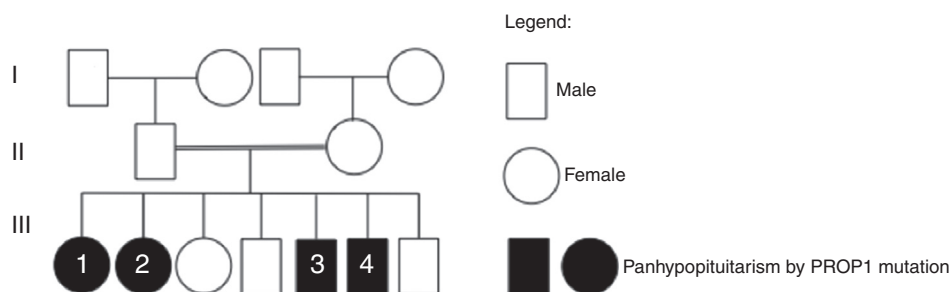 Legend:
I
Male
II
Female
III
1 2 3 4
Panhypopituitarism by PROP1 mutation